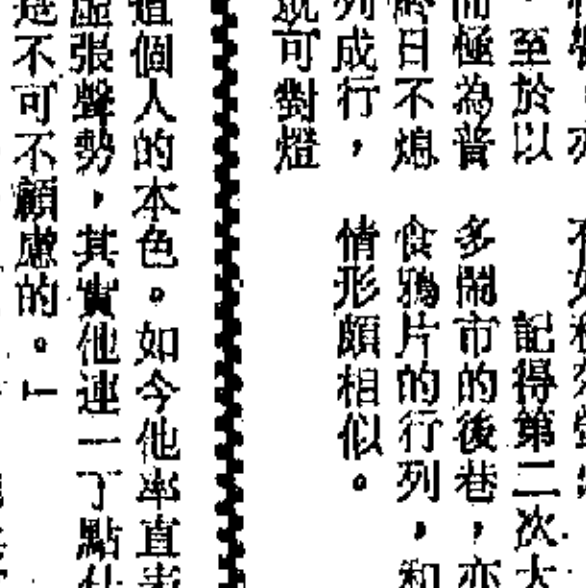 ，至於以
而極為普
終日不熄
列成行，
就可對燈
記得第二次大
多鬧市的後巷，亦
食鴉片的行列，和
情形頗相似。
個人的本色。如今他率直表
虛張聲勢，其實他連一丁點什
不可不顧慮的。」